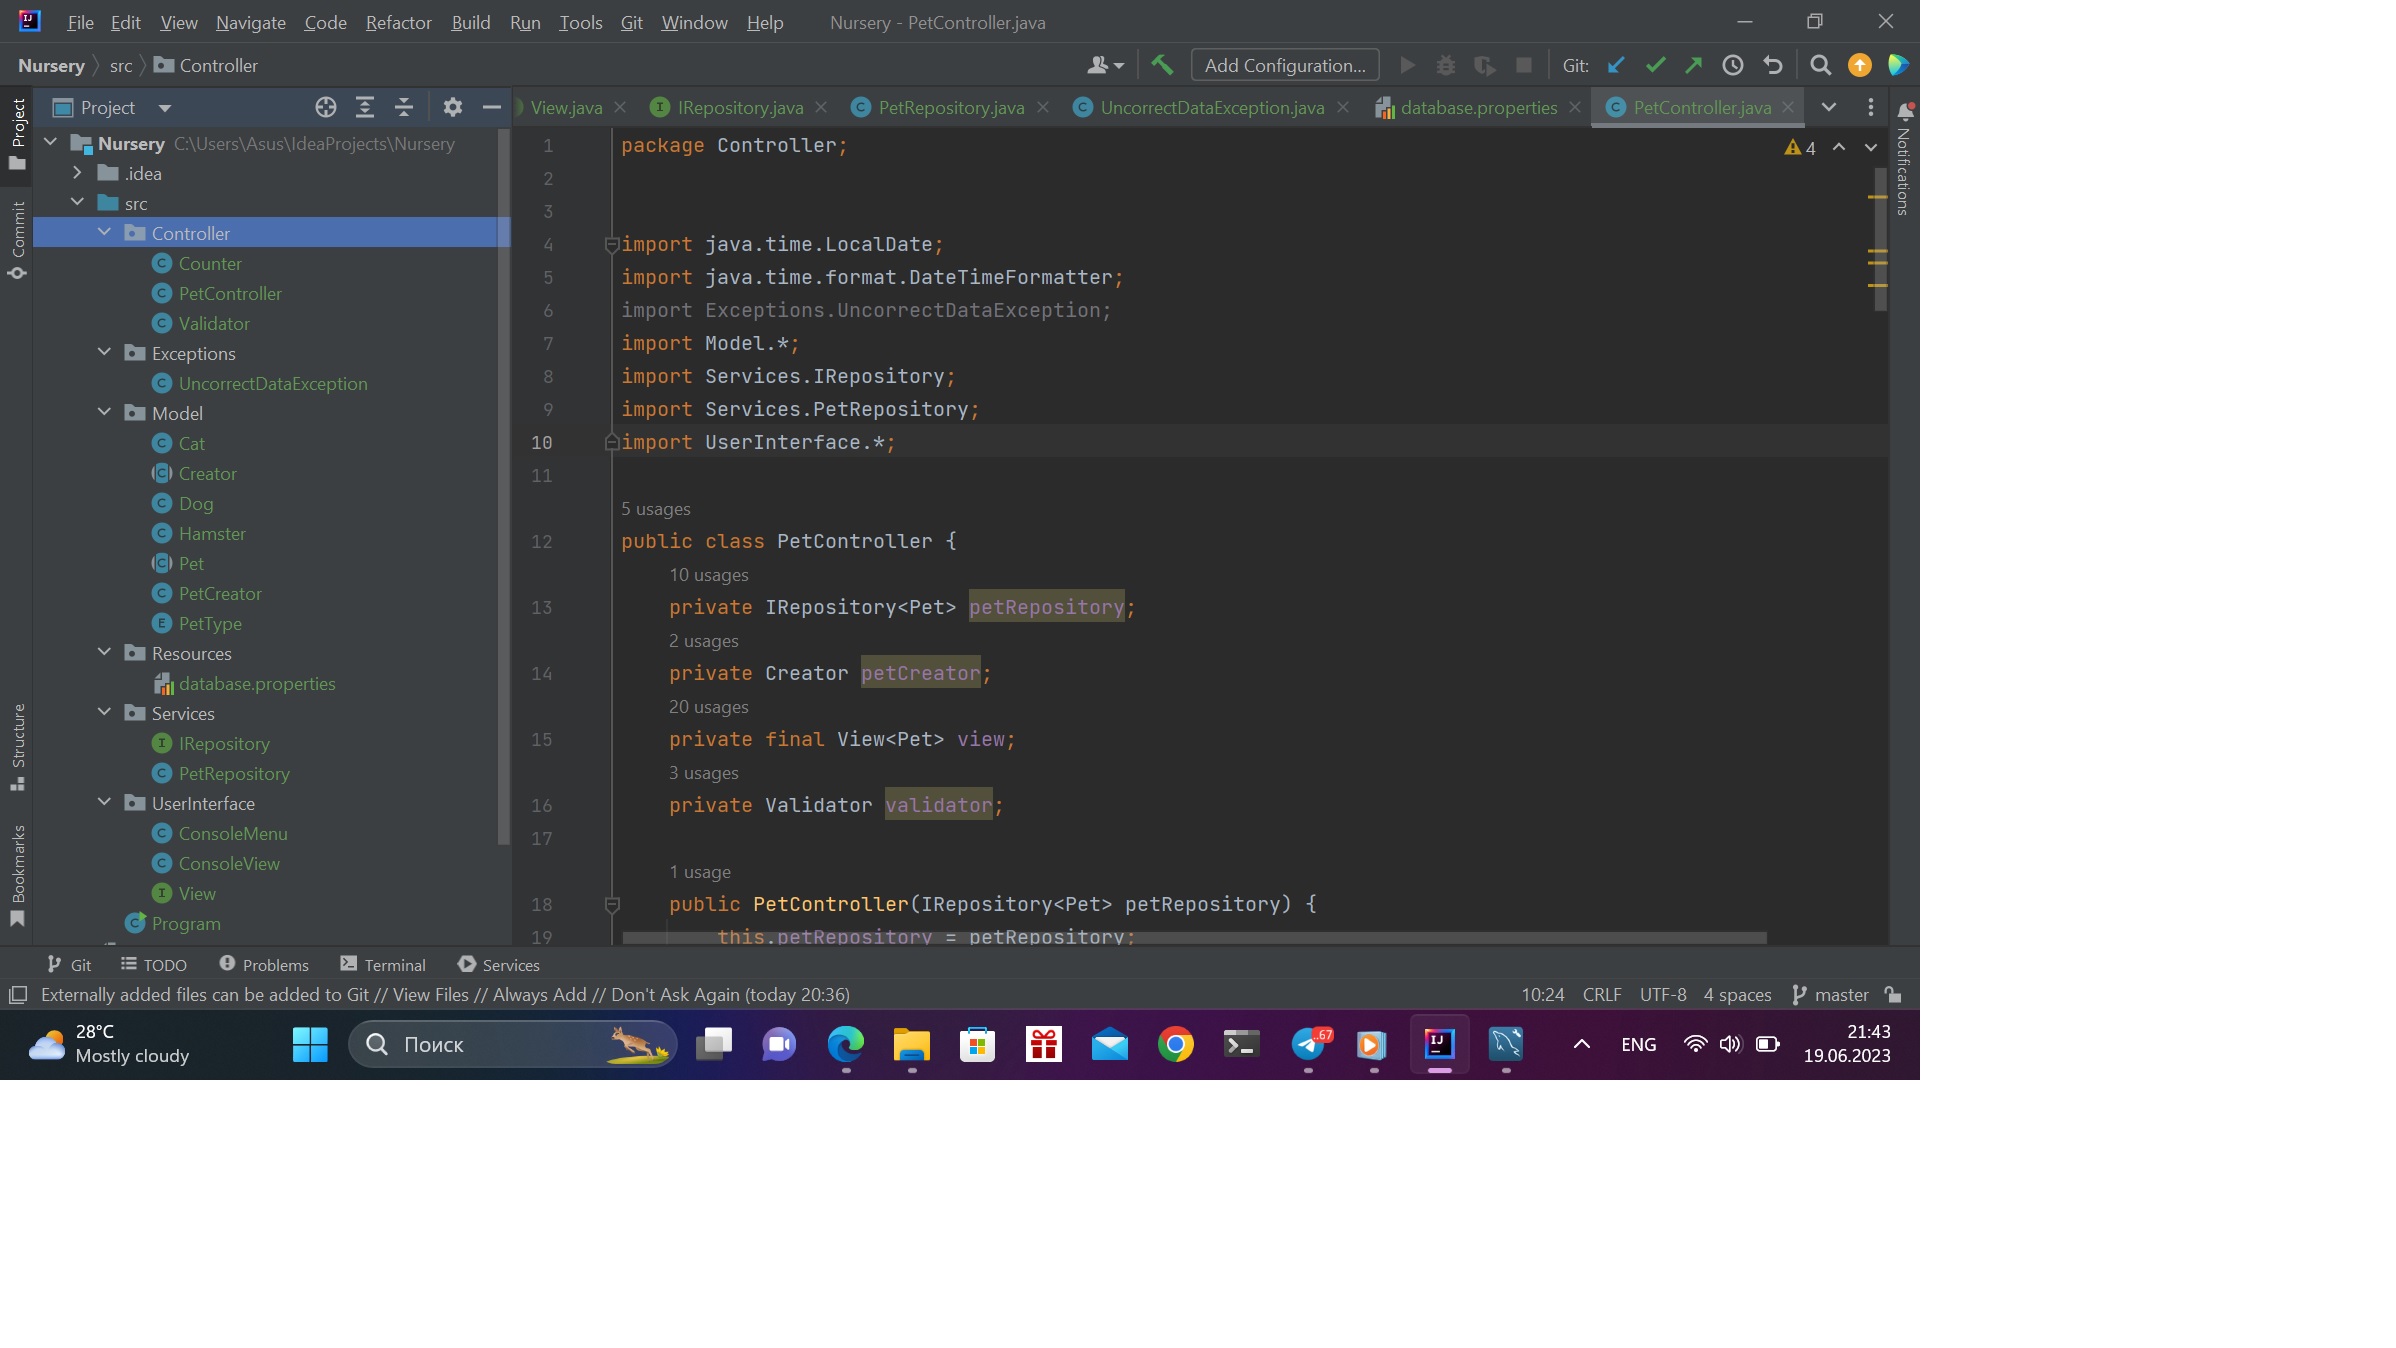 File Edit View Navigate Code Refactor Build Run Tools Git Window Help Nursery - PetController.java
Nursery src Controller Add Configuration... Git:
Project
View.java IRepository.java PetRepository.java UncorrectDataException.java database.properties PetController.java
Project
Commit
Structure
Bookmarks
Nursery C:\Users\Asus\IdeaProjects\Nursery
.idea
src
Controller
Counter
PetController
Validator
Exceptions
UncorrectDataException
Model
Cat
Creator
Dog
Hamster
Pet
PetCreator
PetType
Resources
database.properties
Services
IRepository
PetRepository
UserInterface
ConsoleMenu
ConsoleView
View
Program
4
Notifications
1 package Controller;
2
3
4 import java.time.LocalDate;
5 import java.time.format.DateTimeFormatter;
6 import Exceptions.UncorrectDataException;
7 import Model.*;
8 import Services.IRepository;
9 import Services.PetRepository;
10 import UserInterface.*;
11
5 usages
12 public class PetController {
10 usages
13 private IRepository<Pet> petRepository;
2 usages
14 private Creator petCreator;
20 usages
15 private final View<Pet> view;
3 usages
16 private Validator validator;
17
1 usage
18 public PetController(IRepository<Pet> petRepository) {
19 this.petRepository = petRepository;
Git TODO Problems Terminal Services
Externally added files can be added to Git // View Files // Always Add // Don't Ask Again (today 20:36) 10:24 CRLF UTF-8 4 spaces master
28°C
Mostly cloudy
Поиск
..67
ENG
21:43
19.06.2023